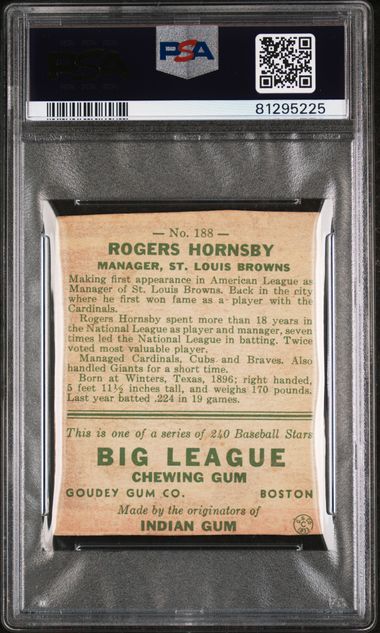 PSA
PSA
81295225
— No. 188 —
ROGERS HORNSBY
MANAGER, ST. LOUIS BROWNS
Making first appearance in American League as
Manager of St. Louis Browns. Back in the city
where he first won fame as a player with the
Cardinals.
Rogers Hornsby spent more than 18 years in
the National League as player and manager, seven
times led the National League in batting. Twice
voted most valuable player.
Managed Cardinals, Cubs and Braves. Also
handled Giants for a short time.
Born at Winters, Texas, 1896; right handed,
5 feet 11½ inches tall, and weighs 170 pounds.
Last year batted .224 in 19 games.
This is one of a series of 240 Baseball Stars
BIG LEAGUE
CHEWING GUM
GOUDEY GUM CO. BOSTON
Made by the originators of
INDIAN GUM